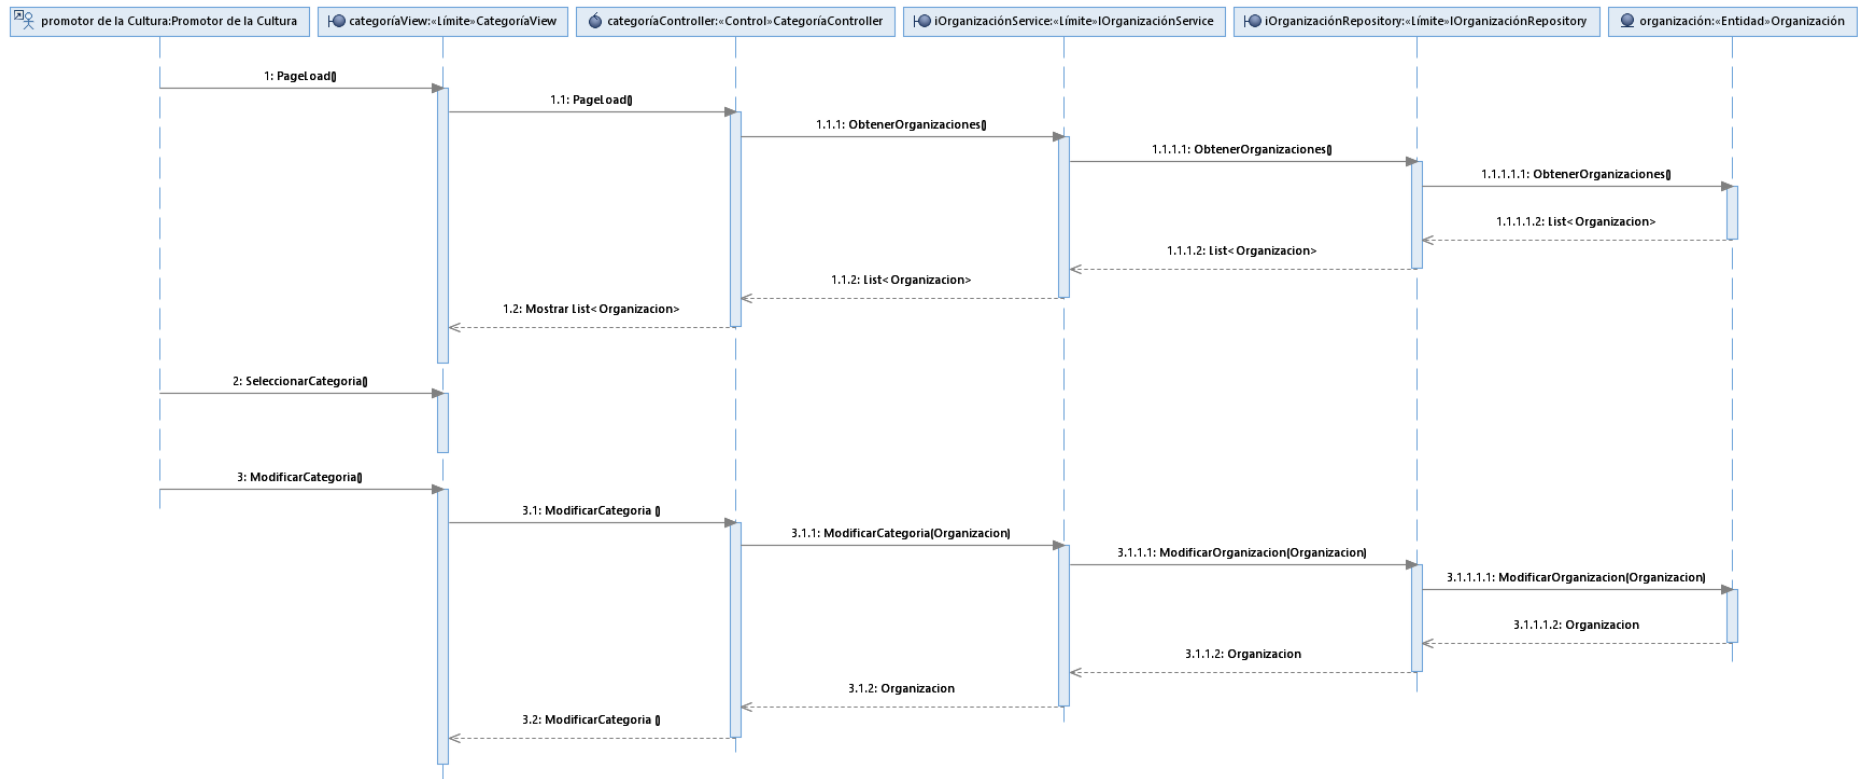 promotor de la Cultura:Promotor de la Cultura
categoríaView:«Límite»CategoríaView
categoríaController:«Control»CategoríaController
iOrganizaciónService:«Límite»IOrganizaciónService
iOrganizaciónRepository:«Límite»IOrganizaciónRepository
organización:«Entidad»Organización
1: PageLoad()
1.1: PageLoad()
1.1.1: ObtenerOrganizaciones()
1.1.1.1: ObtenerOrganizaciones()
1.1.1.1.1: ObtenerOrganizaciones()
1.1.1.1.2: List<Organizacion>
1.1.1.2: List<Organizacion>
1.1.2: List<Organizacion>
1.2: Mostrar List<Organizacion>
2: SeleccionarCategoria()
3: ModificarCategoria()
3.1: ModificarCategoria ()
3.1.1: ModificarCategoria(Organizacion)
3.1.1.1: ModificarOrganizacion(Organizacion)
3.1.1.1.1: ModificarOrganizacion(Organizacion)
3.1.1.1.2: Organizacion
3.1.1.2: Organizacion
3.1.2: Organizacion
3.2: ModificarCategoria ()